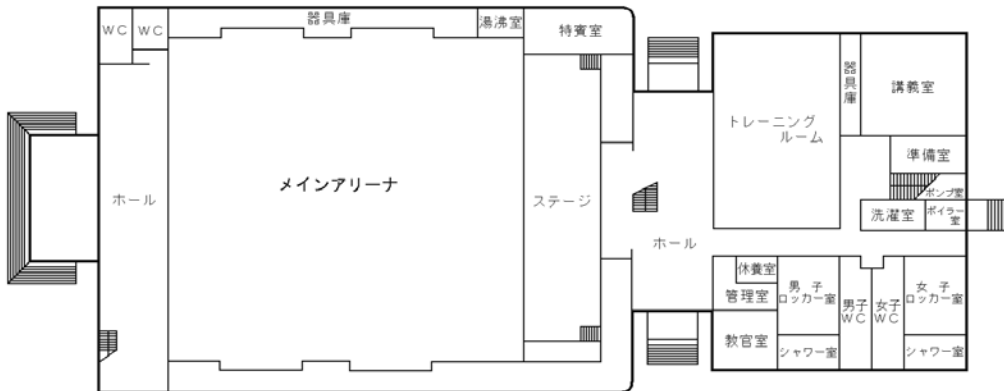 WC
WC
器具庫
湯沸室
特賓室
ホール
メインアリーナ
ステージ
トレーニング
ルーム
器具庫
講義室
準備室
ポンプ室
洗濯室
ボイラー
室
ホール
休養室
管理室
教官室
男 子
ロッカー室
シャワー室
男子
WC
女子
WC
女 子
ロッカー室
シャワー室